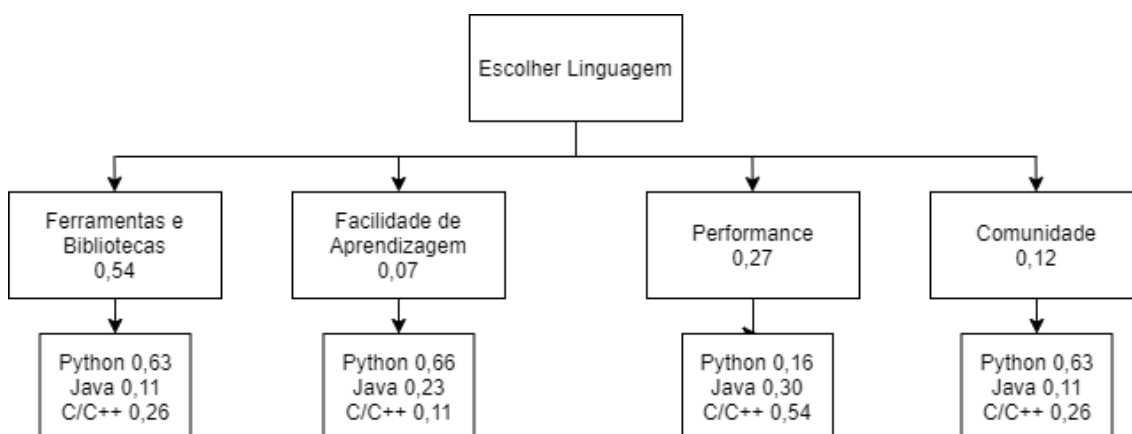 Escolher Linguagem
Ferramentas e
Bibliotecas
0,54
Facilidade de
Aprendizagem
0,07
Performance
0,27
Comunidade
0,12
Python 0,63
Java 0,11
C/C++ 0,26
Python 0,66
Java 0,23
C/C++ 0,11
Python 0,16
Java 0,30
C/C++ 0,54
Python 0,63
Java 0,11
C/C++ 0,26